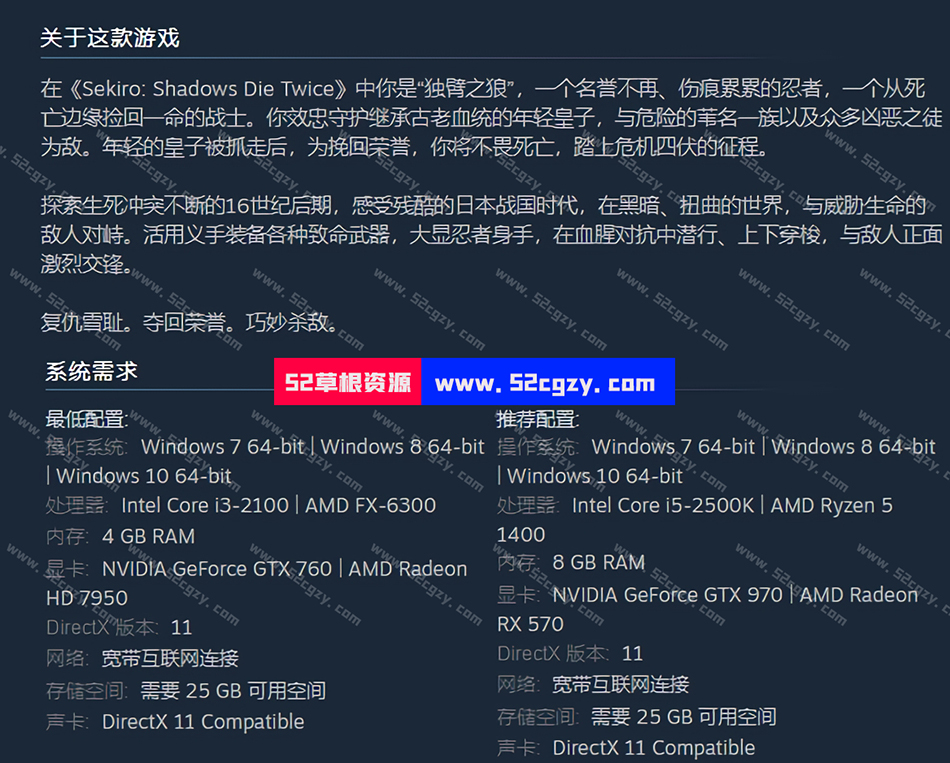 关于这款游戏
在《Sekiro: Shadows Die Twice》中你是“独臂之狼”，一个名誉不再、伤痕累累的忍者，一个从死
亡边缘捡回一命的战士。你效忠守护继承古老血统的年轻皇子，与危险的苇名一族以及众多凶恶之徒
为敌。年轻的皇子被抓走后，为挽回荣誉，你将不畏死亡，踏上危机四伏的征程。
探索生死冲突不断的16世纪后期，感受残酷的日本战国时代，在黑暗、扭曲的世界，与威胁生命的
敌人对峙。活用义手装备各种致命武器，大显忍者身手，在血腥对抗中潜行、上下穿梭，与敌人正面
激烈交锋。
复仇雪耻。夺回荣誉。巧妙杀敌。
系统需求
52草根资源 www.52cgzy.com
最低配置:
操作系统: Windows 7 64-bit | Windows 8 64-bit
| Windows 10 64-bit
处理器: Intel Core i3-2100 | AMD FX-6300
内存: 4 GB RAM
显卡: NVIDIA GeForce GTX 760 | AMD Radeon
HD 7950
DirectX 版本: 11
网络: 宽带互联网连接
存储空间: 需要 25 GB 可用空间
声卡: DirectX 11 Compatible
推荐配置:
操作系统: Windows 7 64-bit | Windows 8 64-bit
| Windows 10 64-bit
处理器: Intel Core i5-2500K | AMD Ryzen 5
1400
内存: 8 GB RAM
显卡: NVIDIA GeForce GTX 970 | AMD Radeon
RX 570
DirectX 版本: 11
网络: 宽带互联网连接
存储空间: 需要 25 GB 可用空间
声卡: DirectX 11 Compatible
www.52cgzy.com